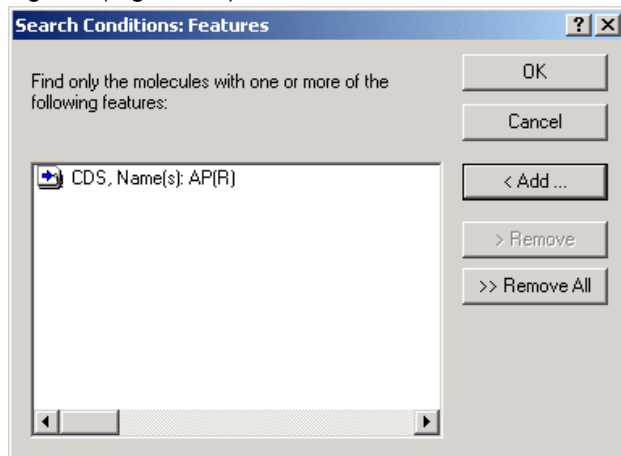 Search Conditions: Features
Find only the molecules with one or more of the
following features:
CDS, Name(s): AP(R)
OK
Cancel
< Add ...
> Remove
>> Remove All